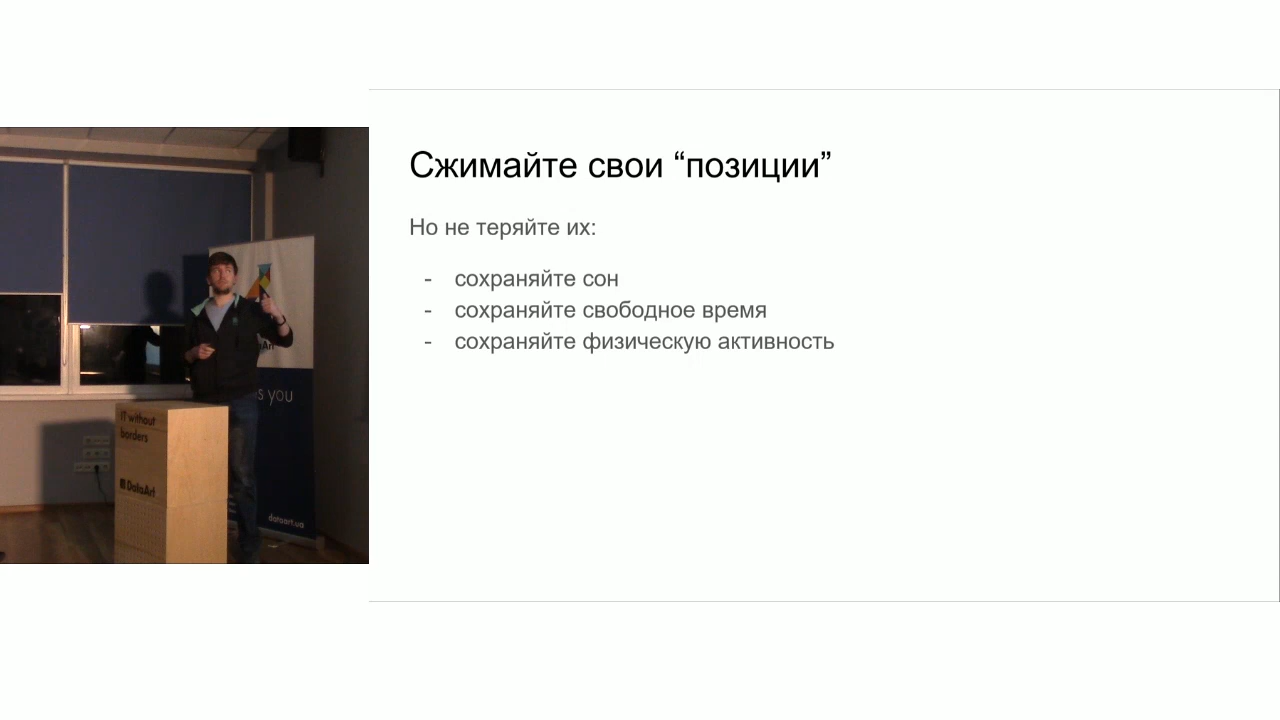 Сжимайте свои “позиции”
Но не теряйте их:
- сохраняйте сон
- сохраняйте свободное время
- сохраняйте физическую активность
s you
IT without
borders
DataArt
dataart.ua